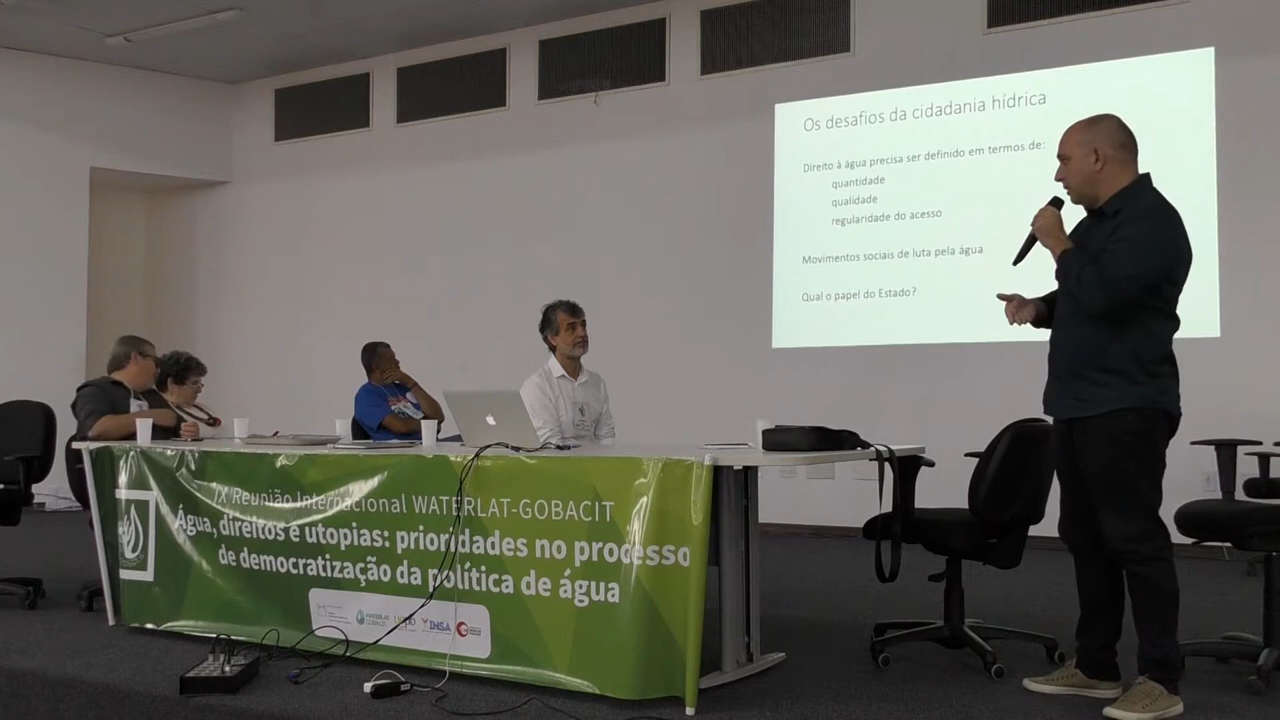 Os desafios da cidadania hídrica
Direito à água precisa ser definido em termos de:
quantidade
qualidade
regularidade do acesso
Movimentos sociais de luta pela água
Qual o papel do Estado?
IX Reunião Internacional WATERLAT-GOBACIT
Água, direitos e utopias: prioridades no processo
de democratização da política de água
WATERLAT
GOBACIT
INSA